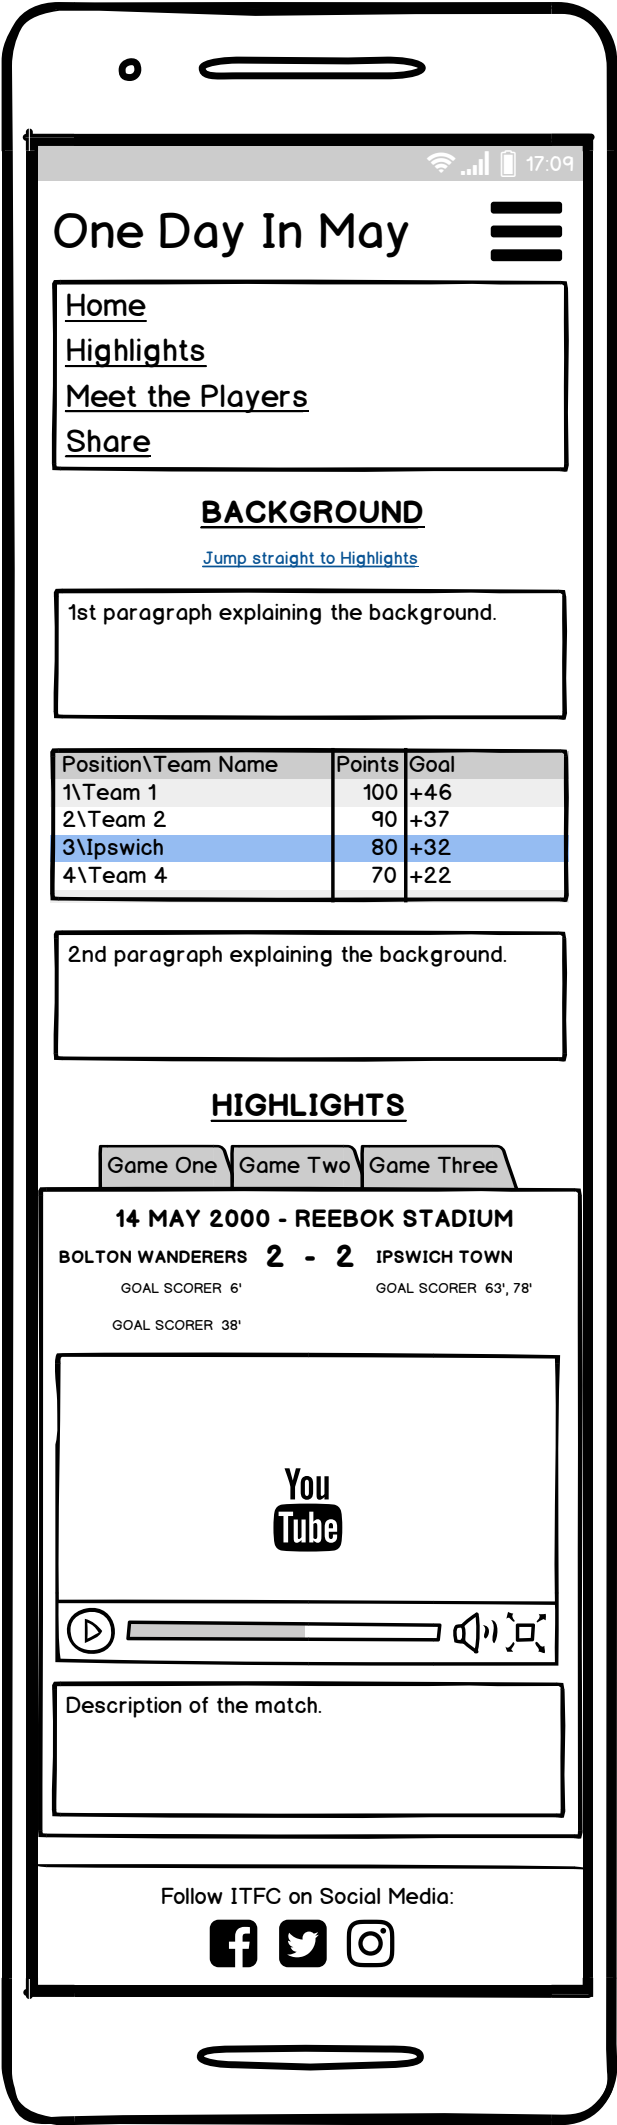 17:09
One Day In May
Home
Highlights
Meet the Players
Share
BACKGROUND
Jump straight to Highlights
1st paragraph explaining the background.
Position\Team Name Points Goal
1\Team 1 100 +46
2\Team 2 90 +37
3\Ipswich 80 +32
4\Team 4 70 +22
2nd paragraph explaining the background.
HIGHLIGHTS
Game One Game Two Game Three
14 MAY 2000 - REEBOK STADIUM
BOLTON WANDERERS 2 - 2 IPSWICH TOWN
GOAL SCORER 6' GOAL SCORER 63', 78'
GOAL SCORER 38'
You
Tube
Description of the match.
Follow ITFC on Social Media: